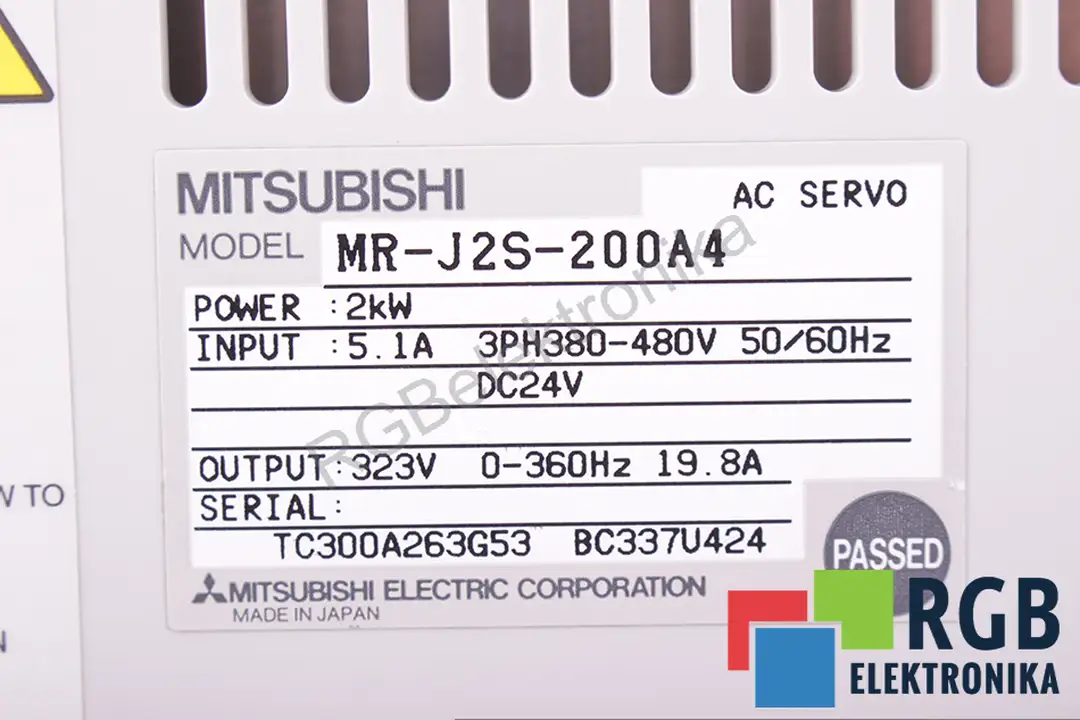 MITSUBISHI
AC SERVO
MODEL MR-J2S-200A4
POWER :2kW
INPUT :5.1A 3PH380-480V 50/60Hz
DC24V
OUTPUT:323V 0-360Hz 19.8A
SERIAL:
TC300A263G53 BC337U424
PASSED
MITSUBISHI ELECTRIC CORPORATION
MADE IN JAPAN
RGBelektronika
RGB
ELEKTRONIKA
TO